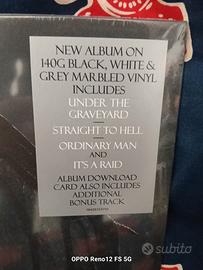 NEW ALBUM ON
140G BLACK, WHITE &
GREY MARBLED VINYL
INCLUDES
UNDER THE
GRAVEYARD
STRAIGHT TO HELL
ORDINARY MAN
AND
IT'S A RAID
ALBUM DOWNLOAD
CARD ALSO INCLUDES
ADDITIONAL
BONUS TRACK
subito
OPPO Reno12 FS 5G